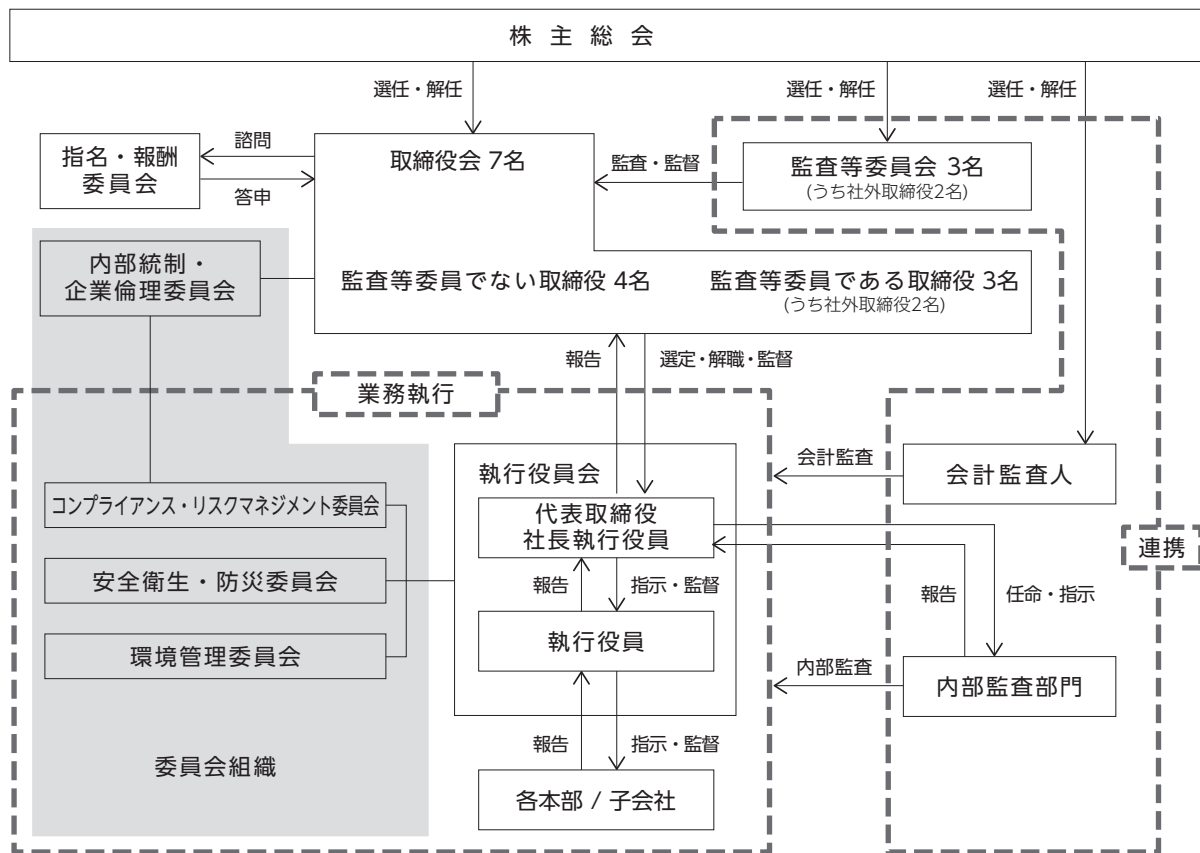 株主総会
選任・解任
選任・解任
選任・解任
指名・報酬
委員会
諮問
答申
取締役会 7名
監査・監督
監査等委員会 3名
(うち社外取締役2名)
内部統制・
企業倫理委員会
監査等委員でない取締役 4名
監査等委員である取締役 3名
(うち社外取締役2名)
報告
選定・解職・監督
業務執行
執行役員会
会計監査
会計監査人
コンプライアンス・リスクマネジメント委員会
代表取締役
社長執行役員
連携
安全衛生・防災委員会
報告
指示・監督
報告
任命・指示
環境管理委員会
執行役員
内部監査
内部監査部門
報告
指示・監督
委員会組織
各本部 / 子会社